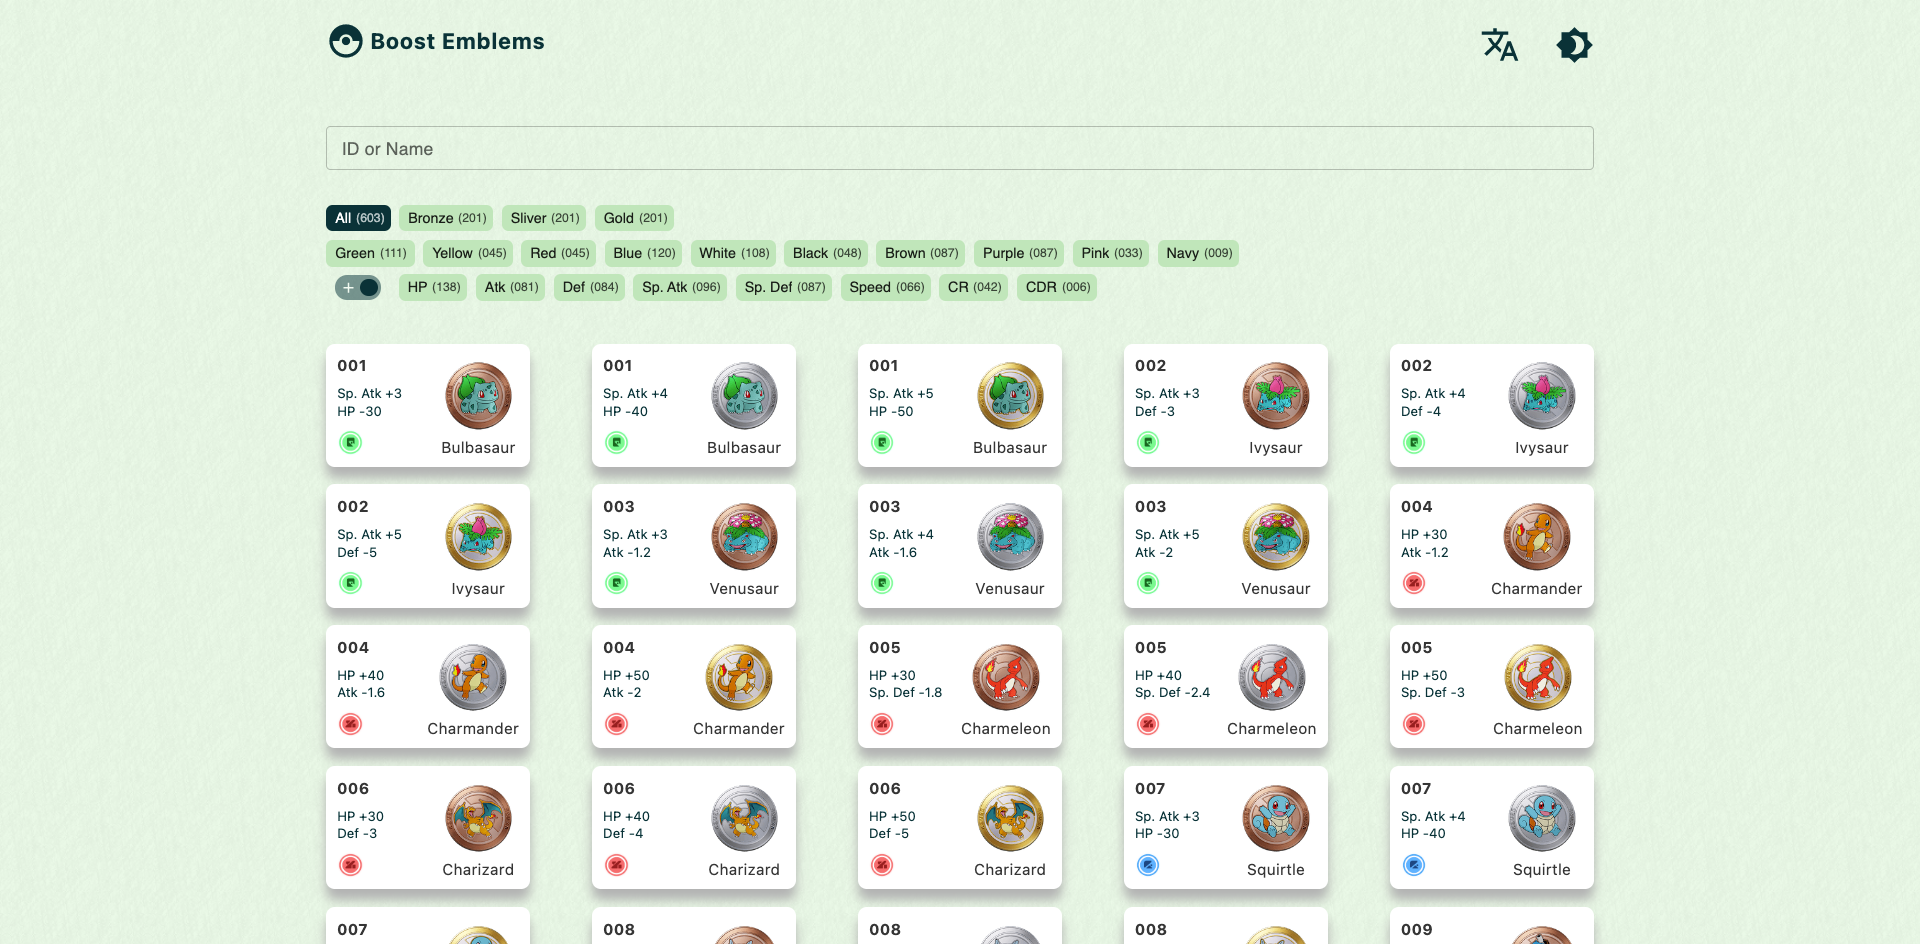 Boost Emblems
ID or Name
All (603) Bronze (201) Sliver (201) Gold (201)
Green (111) Yellow (045) Red (045) Blue (120) White (108) Black (048) Brown (087) Purple (087) Pink (033) Navy (009)
+ HP (138) Atk (081) Def (084) Sp. Atk (096) Sp. Def (087) Speed (066) CR (042) CDR (006)
001
Sp. Atk +3
HP -30
Bulbasaur
001
Sp. Atk +4
HP -40
Bulbasaur
001
Sp. Atk +5
HP -50
Bulbasaur
002
Sp. Atk +3
Def -3
Ivysaur
002
Sp. Atk +4
Def -4
Ivysaur
002
Sp. Atk +5
Def -5
Ivysaur
003
Sp. Atk +3
Atk -1.2
Venusaur
003
Sp. Atk +4
Atk -1.6
Venusaur
003
Sp. Atk +5
Atk -2
Venusaur
004
HP +30
Atk -1.2
Charmander
004
HP +40
Atk -1.6
Charmander
004
HP +50
Atk -2
Charmander
005
HP +30
Sp. Def -1.8
Charmeleon
005
HP +40
Sp. Def -2.4
Charmeleon
005
HP +50
Sp. Def -3
Charmeleon
006
HP +30
Def -3
Charizard
006
HP +40
Def -4
Charizard
006
HP +50
Def -5
Charizard
007
Sp. Atk +3
HP -30
Squirtle
007
Sp. Atk +4
HP -40
Squirtle
007
008
008
008
009